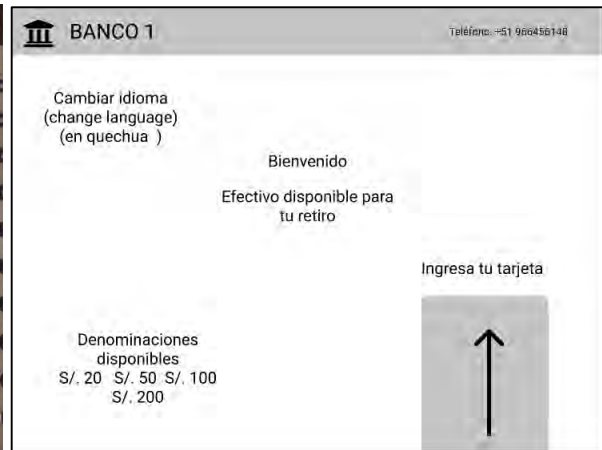 BANCO 1
Teléfono: +51 966456148
Cambiar idioma
(change language)
(en quechua )
Bienvenido
Efectivo disponible para
tu retiro
Ingresa tu tarjeta
Denominaciones
disponibles
S/. 20 S/. 50 S/. 100
S/. 200